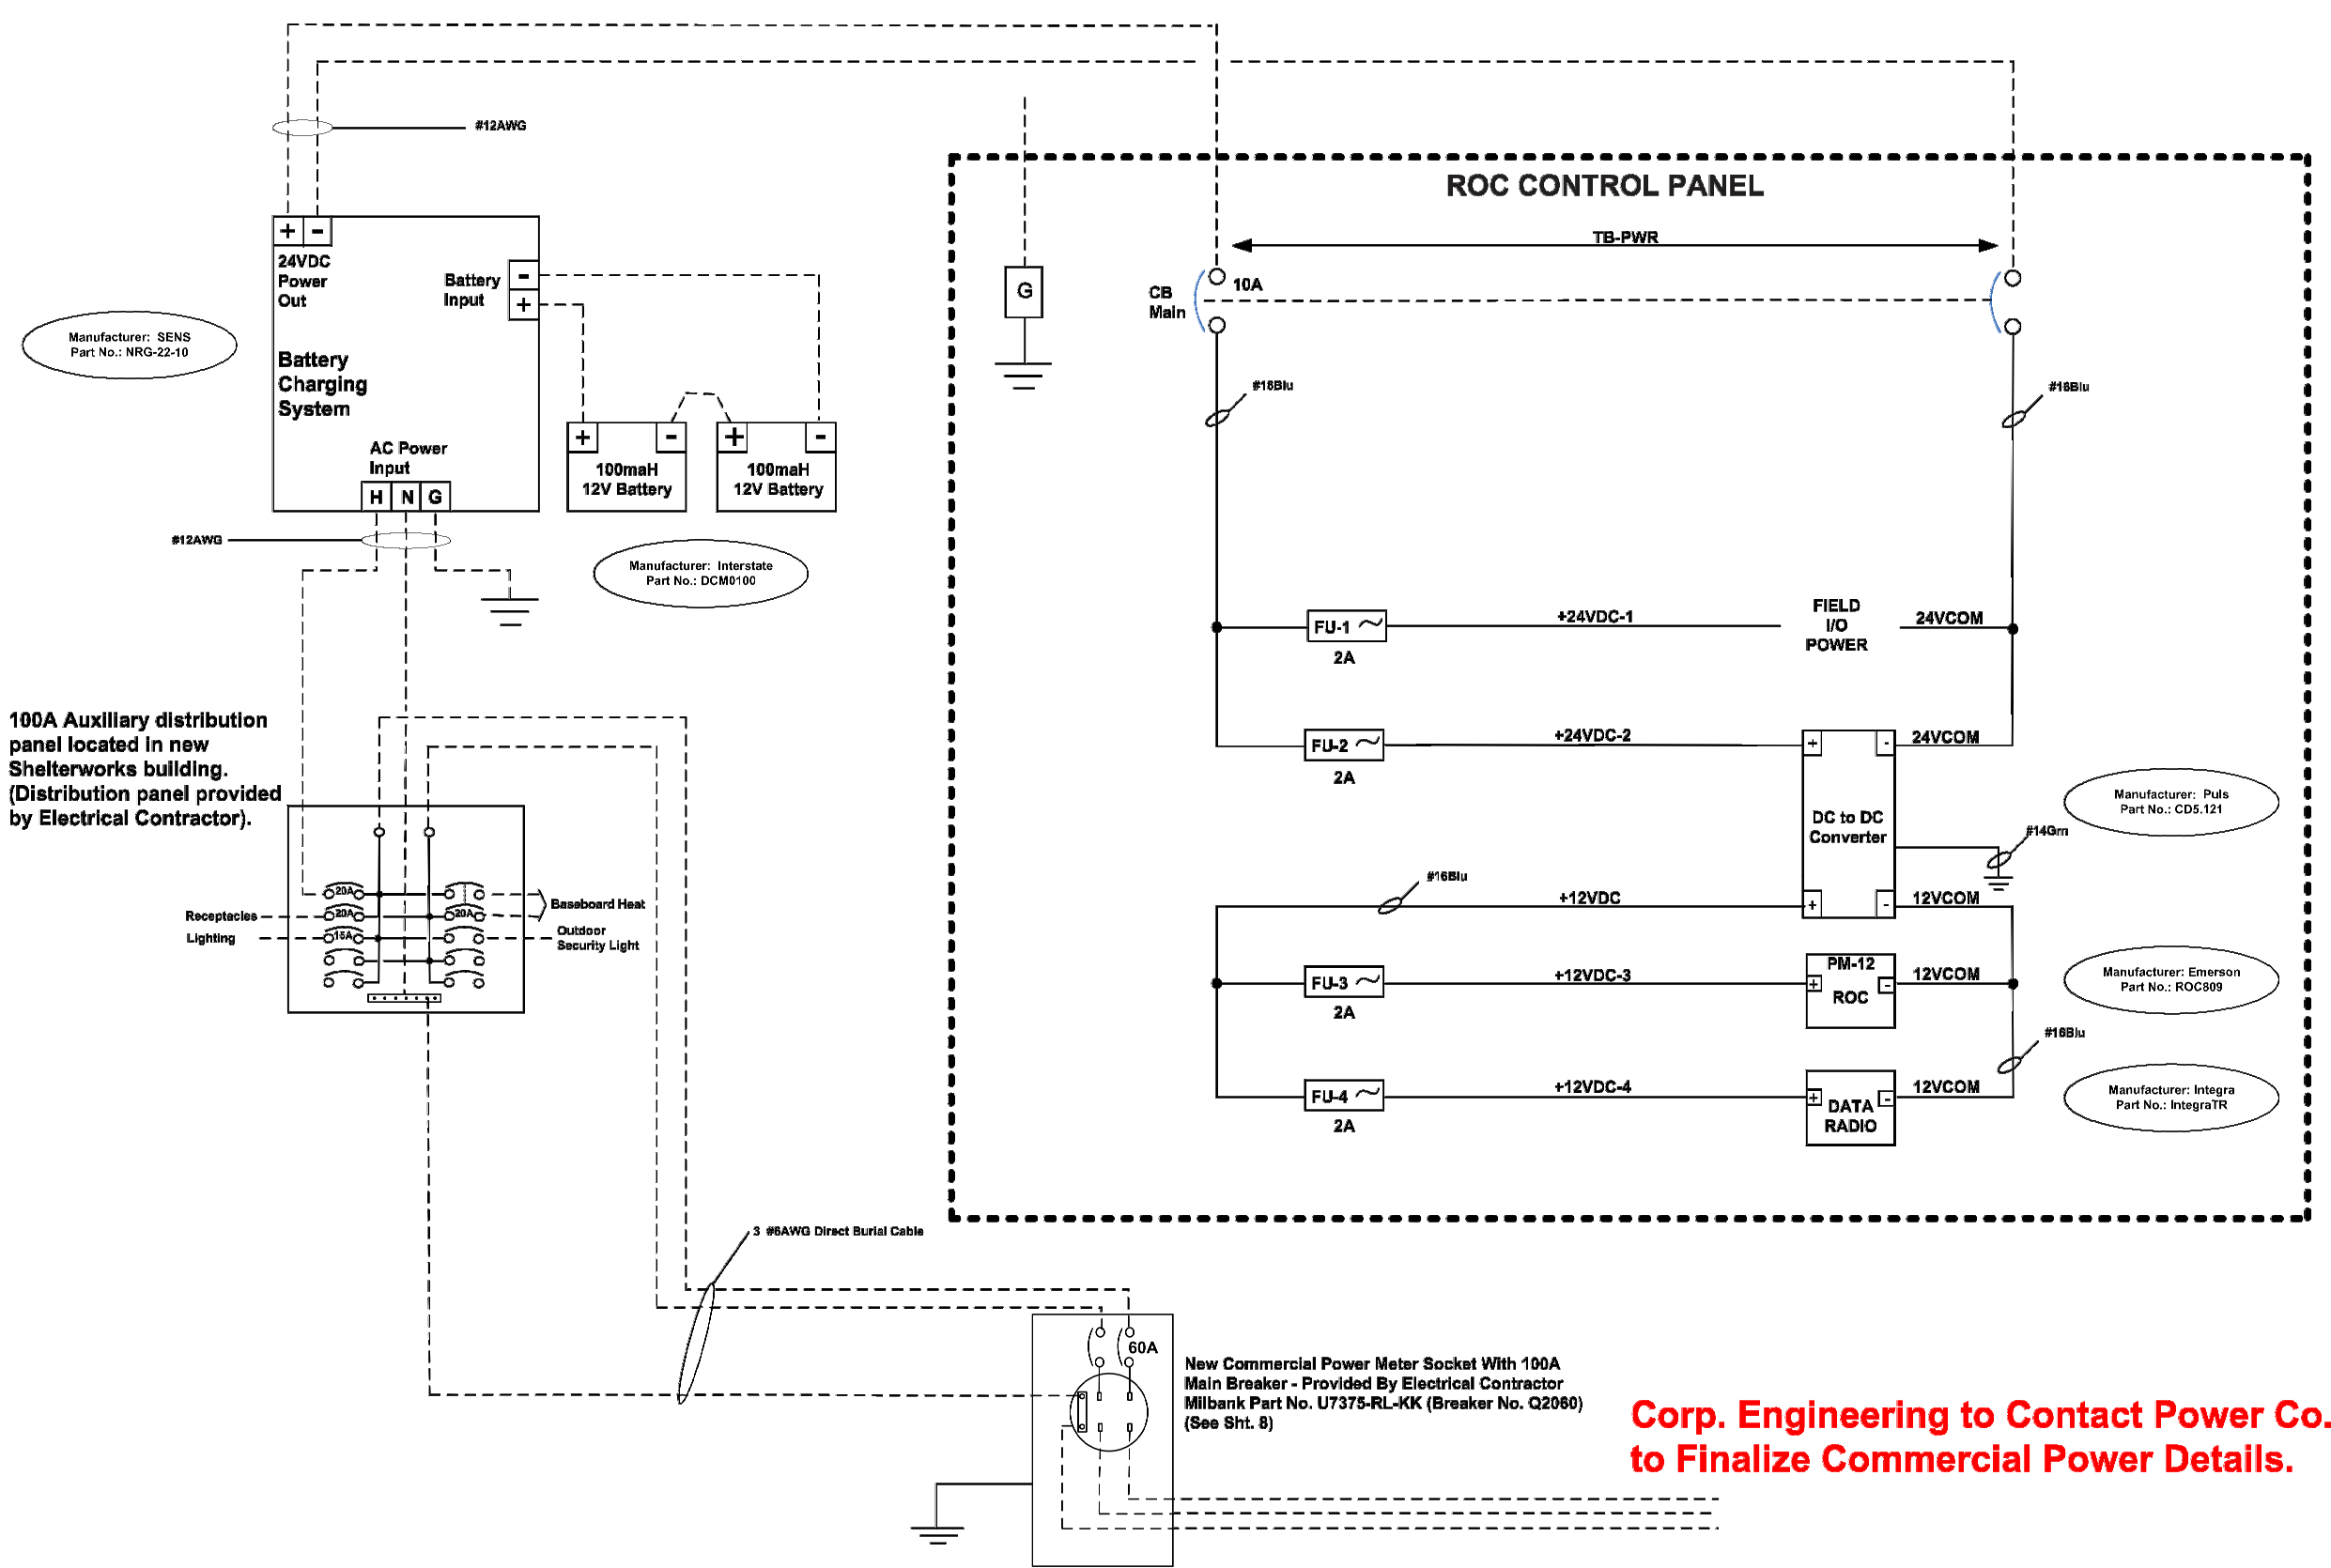 #12AWG
ROC CONTROL PANEL
TB-PWR
+ -
24VDC
Power
Out
Battery
Input
-
+
G
CB
Main
10A
Manufacturer: SENS
Part No.: NRG-22-10
Battery
Charging
System
#18Blu
#16Blu
AC Power
Input
H N G
+ -
100maH
12V Battery
+ -
100maH
12V Battery
#12AWG
Manufacturer: Interstate
Part No.: DCM0100
FU-1
2A
+24VDC-1
FIELD
I/O
POWER
24VCOM
100A Auxiliary distribution
panel located in new
Shelterworks building.
(Distribution panel provided
by Electrical Contractor).
FU-2
2A
+24VDC-2
+ -
24VCOM
DC to DC
Converter
Manufacturer: Puls
Part No.: CD5.121
#14Grn
20A
Receptacles
20A
20A
Baseboard Heat
Lighting
15A
Outdoor
Security Light
#16Blu
+12VDC
+ -
12VCOM
FU-3
2A
+12VDC-3
PM-12
+ -
ROC
12VCOM
Manufacturer: Emerson
Part No.: ROC809
#16Blu
FU-4
2A
+12VDC-4
+ -
DATA
RADIO
12VCOM
Manufacturer: Integra
Part No.: IntegraTR
3 #6AWG Direct Burial Cable
60A
New Commercial Power Meter Socket With 100A
Main Breaker - Provided By Electrical Contractor
Milbank Part No. U7375-RL-KK (Breaker No. Q2060)
(See Sht. 8)
Corp. Engineering to Contact Power Co.
to Finalize Commercial Power Details.